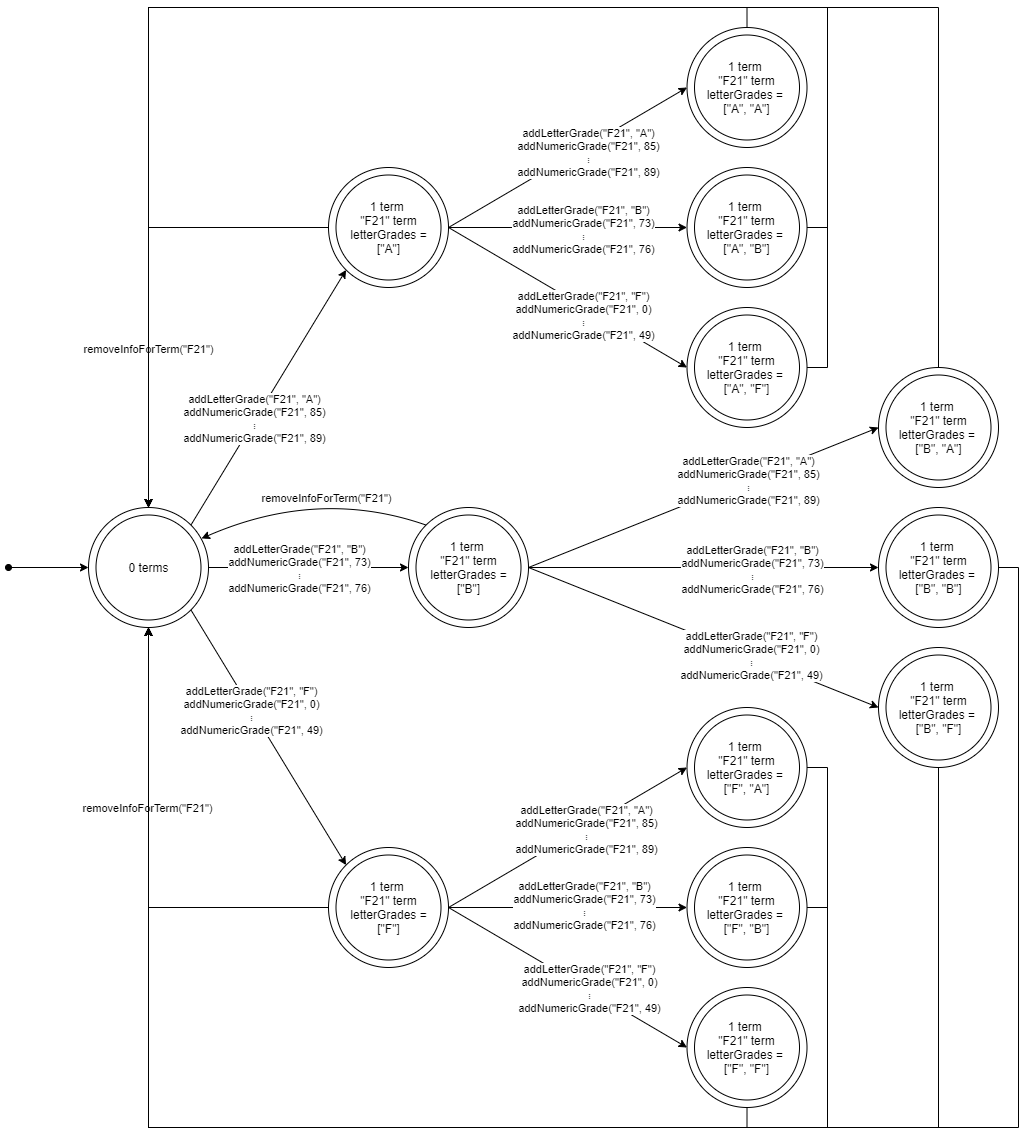 1 term
"F21" term
letterGrades =
["A", "A"]
addLetterGrade("F21", "A")
addNumericGrade("F21", 85)
⋮
addNumericGrade("F21", 89)
1 term
"F21" term
letterGrades =
["A"]
addLetterGrade("F21", "B")
addNumericGrade("F21", 73)
⋮
addNumericGrade("F21", 76)
1 term
"F21" term
letterGrades =
["A", "B"]
addLetterGrade("F21", "F")
addNumericGrade("F21", 0)
⋮
addNumericGrade("F21", 49)
1 term
"F21" term
letterGrades =
["A", "F"]
removeInfoForTerm("F21")
addLetterGrade("F21", "A")
addNumericGrade("F21", 85)
⋮
addNumericGrade("F21", 89)
1 term
"F21" term
letterGrades =
["B", "A"]
addLetterGrade("F21", "A")
addNumericGrade("F21", 85)
⋮
addNumericGrade("F21", 89)
removeInfoForTerm("F21")
0 terms
addLetterGrade("F21", "B")
addNumericGrade("F21", 73)
⋮
addNumericGrade("F21", 76)
1 term
"F21" term
letterGrades =
["B"]
addLetterGrade("F21", "B")
addNumericGrade("F21", 73)
⋮
addNumericGrade("F21", 76)
1 term
"F21" term
letterGrades =
["B", "B"]
addLetterGrade("F21", "F")
addNumericGrade("F21", 0)
⋮
addNumericGrade("F21", 49)
1 term
"F21" term
letterGrades =
["B", "F"]
addLetterGrade("F21", "F")
addNumericGrade("F21", 0)
⋮
addNumericGrade("F21", 49)
removeInfoForTerm("F21")
1 term
"F21" term
letterGrades =
["F", "A"]
addLetterGrade("F21", "A")
addNumericGrade("F21", 85)
⋮
addNumericGrade("F21", 89)
1 term
"F21" term
letterGrades =
["F"]
addLetterGrade("F21", "B")
addNumericGrade("F21", 73)
⋮
addNumericGrade("F21", 76)
1 term
"F21" term
letterGrades =
["F", "B"]
addLetterGrade("F21", "F")
addNumericGrade("F21", 0)
⋮
addNumericGrade("F21", 49)
1 term
"F21" term
letterGrades =
["F", "F"]